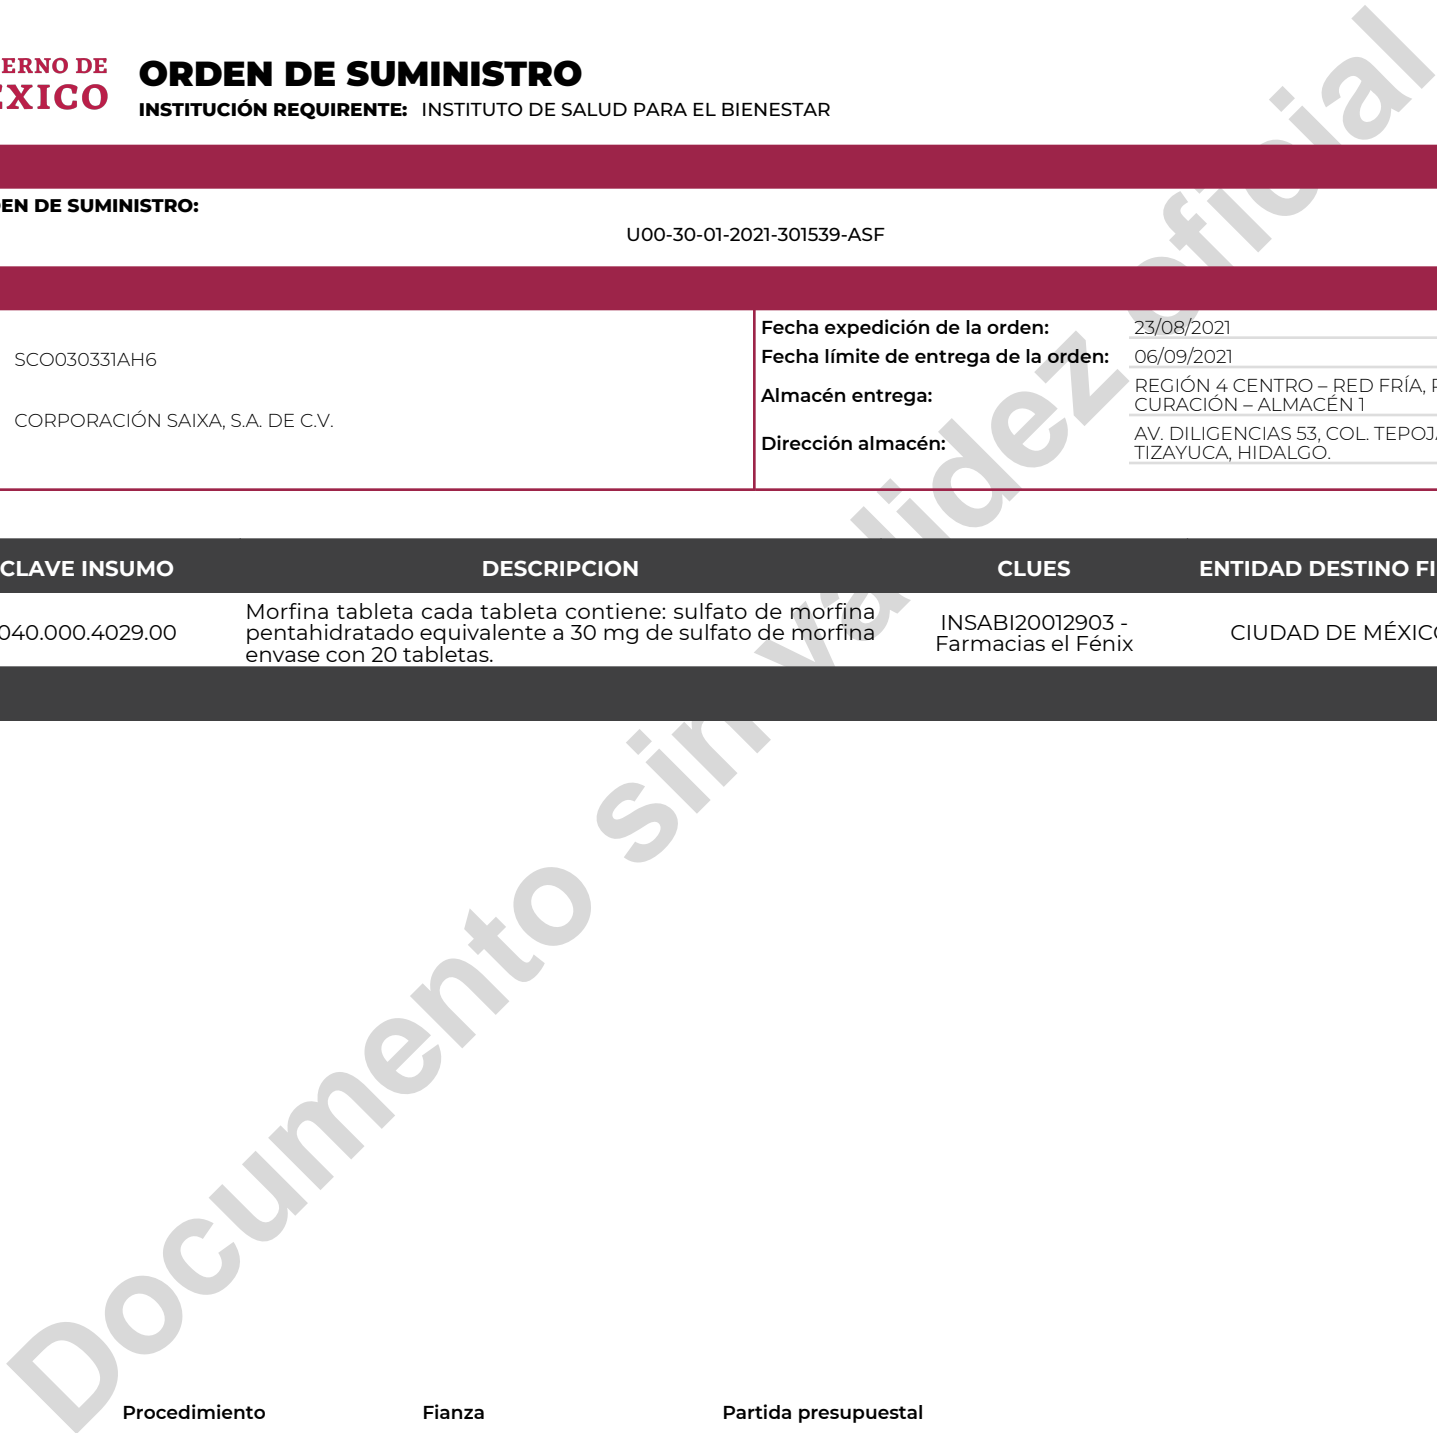 ERNO DE
ÉXICO
ORDEN DE SUMINISTRO
INSTITUCIÓN REQUIRENTE: INSTITUTO DE SALUD PARA EL BIENESTAR
EN DE SUMINISTRO:
U00-30-01-2021-301539-ASF
SCO030331AH6
CORPORACIÓN SAIXA, S.A. DE C.V.
Fecha expedición de la orden: 23/08/2021
Fecha límite de entrega de la orden: 06/09/2021
Almacén entrega: REGIÓN 4 CENTRO – RED FRÍA,
CURACIÓN – ALMACÉN 1
Dirección almacén: AV. DILIGENCIAS 53, COL. TEPOJ
TIZAYUCA, HIDALGO.
CLAVE INSUMO DESCRIPCION CLUES ENTIDAD DESTINO FI
040.000.4029.00
Morfina tableta cada tableta contiene: sulfato de morfina
pentahidratado equivalente a 30 mg de sulfato de morfina
envase con 20 tabletas.
INSABI20012903 -
Farmacias el Fénix
CIUDAD DE MÉXICO
Documento sin validez oficial
Procedimiento Fianza Partida presupuestal